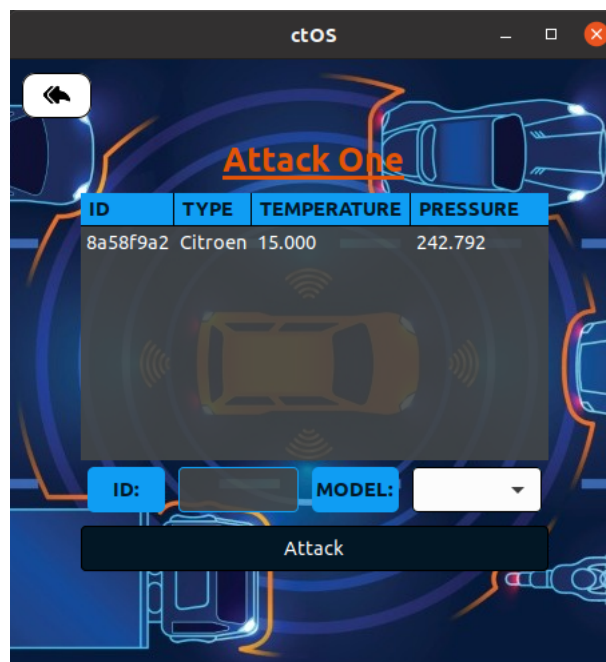 ctOS
Attack One
ID TYPE TEMPERATURE PRESSURE
8a58f9a2 Citroen 15.000 242.792
ID: MODEL:
Attack